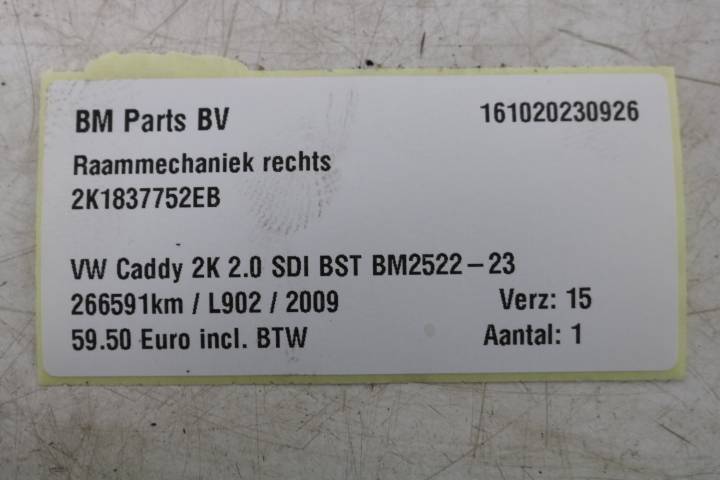 BM Parts BV 161020230926
Raammechaniek rechts
2K1837752EB
VW Caddy 2K 2.0 SDI BST BM2522-23
266591km / L902 / 2009 Verz: 15
59.50 Euro incl. BTW Aantal: 1